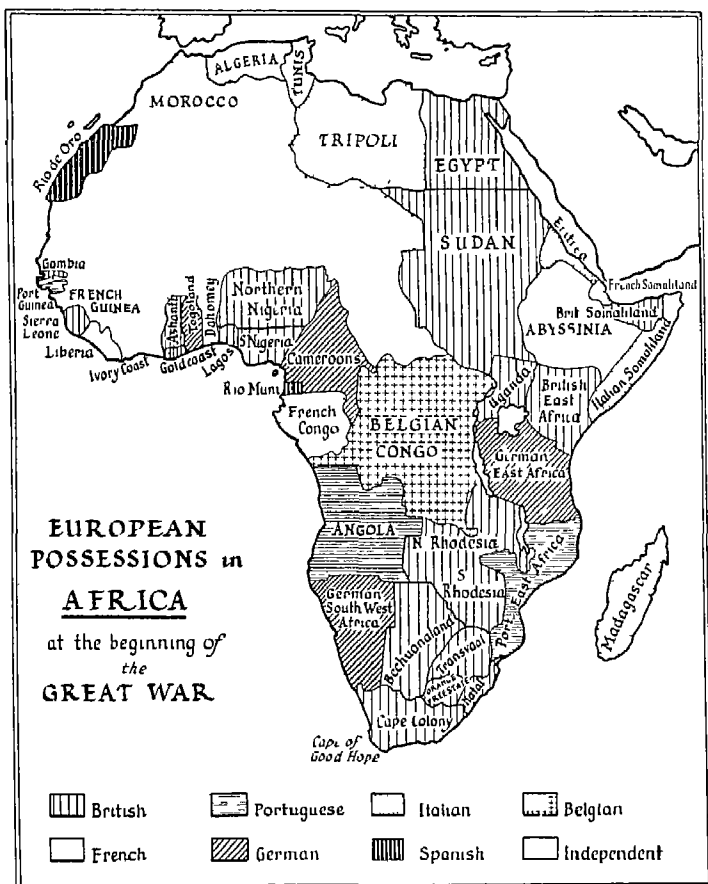 ALGERIA
TUNIS
MOROCCO
TRIPOLI
EGYPT
Rio de Oro
SUDAN
Eritrea
Gambia
Port
Guinea
FRENCH
GUINEA
Sierra
Leone
Liberia
Ivory Coast
Ashanti
Gold coast
Togoland
Dahomey
Lagos
Northern
Nigeria
S Nigeria
Cameroons
French Somaliland
Brit Somaliland
ABYSSINIA
Italian Somaliland
Rio Muni
French
Congo
BELGIAN
CONGO
Uganda
British
East
Africa
German
East Africa
ANGOLA
N Rhodesia
S
Rhodesia
Port East Africa
Madagascar
German
South West
Africa
Bechuanaland
Transvaal
ORANGE
FREE STATE
Natal
Cape Colony
Cape of
Good Hope
EUROPEAN
POSSESSIONS in
AFRICA
at the beginning of
the
GREAT WAR
British Portuguese Italian Belgian
French German Spanish Independent